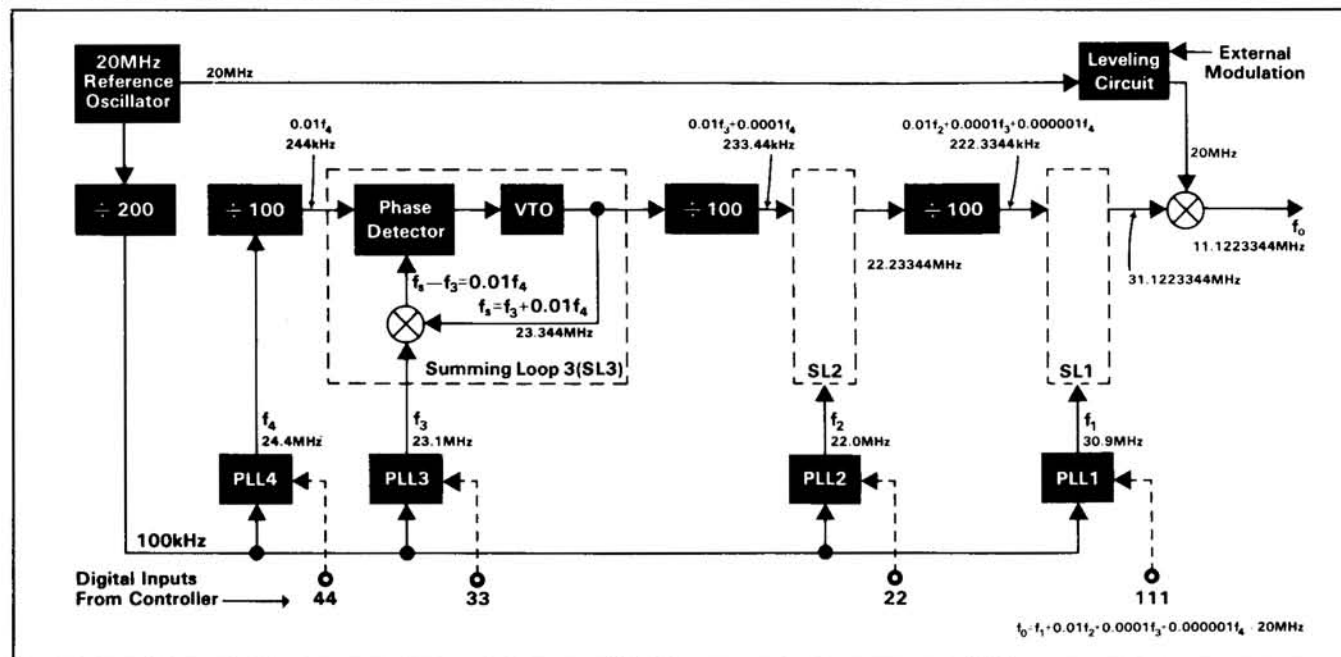 20MHz
Reference
Oscillator
20MHz
Leveling
Circuit
External
Modulation
÷ 200
0.01f₄
244kHz
÷ 100
Phase
Detector
VTO
0.01f₃+0.0001f₄
233.44kHz
÷ 100
0.01f₂+0.0001f₃+0.000001f₄
222.3344kHz
÷ 100
20MHz
f₀
11.1223344MHz
22.23344MHz
31.1223344MHz
fₛ—f₃=0.01f₄
fₛ=f₃+0.01f₄
23.344MHz
Summing Loop 3(SL3)
SL2
SL1
f₄
24.4MHz
f₃
23.1MHz
f₂
22.0MHz
f₁
30.9MHz
PLL4
PLL3
PLL2
PLL1
100kHz
Digital Inputs
From Controller
44
33
22
111
f₀=f₁+0.01f₂+0.0001f₃+0.000001f₄ - 20MHz